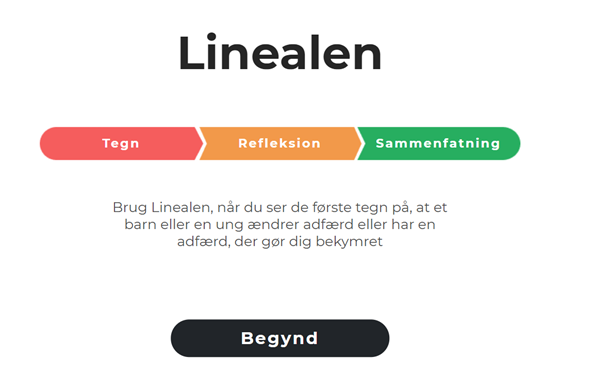 Linealen
Tegn
Refleksion
Sammenfatning
Brug Linealen, når du ser de første tegn på, at et
barn eller en ung ændrer adfærd eller har en
adfærd, der gør dig bekymret
Begynd